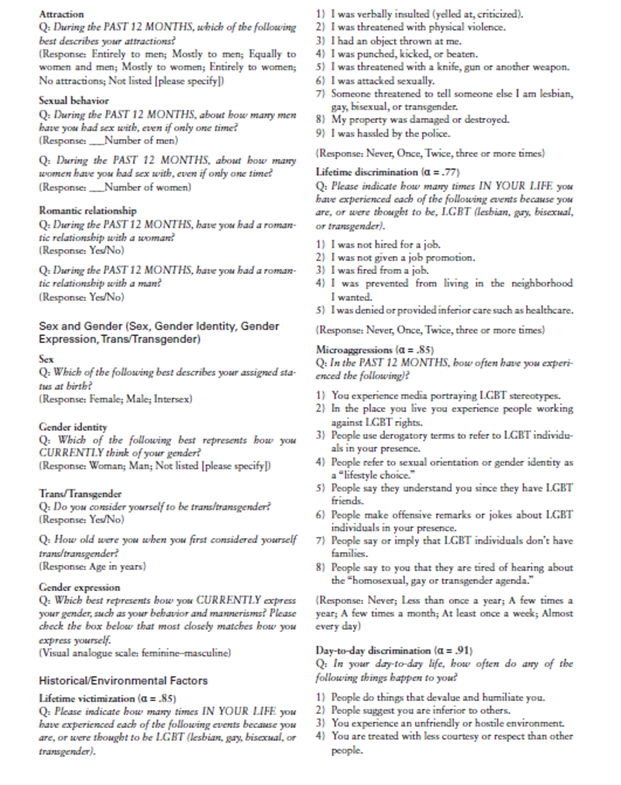 Attraction
Q: During the PAST 12 MONTHS, which of the following
best describes your attractions?
(Response: Entirely to men; Mostly to men; Equally to
women and men; Mostly to women; Entirely to women;
No attractions; Not listed [please specify])
Sexual behavior
Q: During the PAST 12 MONTHS, about how many men
have you had sex with, even if only one time?
(Response: ___Number of men)
Q: During the PAST 12 MONTHS, about how many
women have you had sex with, even if only one time?
(Response: ___Number of women)
Romantic relationship
Q: During the PAST 12 MONTHS, have you had a roman-
tic relationship with a woman?
(Response: Yes/No)
Q: During the PAST 12 MONTHS, have you had a roman-
tic relationship with a man?
(Response: Yes/No)
Sex and Gender (Sex, Gender Identity, Gender
Expression, Trans/Transgender)
Sex
Q: Which of the following best describes your assigned sta-
tus at birth?
(Response: Female; Male; Intersex)
Gender identity
Q: Which of the following best represents how you
CURRENTLY think of your gender?
(Response: Woman; Man; Not listed [please specify])
Trans/Transgender
Q: Do you consider yourself to be trans/transgender?
(Response: Yes/No)
Q: How old were you when you first considered yourself
trans/transgender?
(Response: Age in years)
Gender expression
Q: Which best represents how you CURRENTLY express
your gender, such as your behavior and mannerisms? Please
check the box below that most closely matches how you
express yourself.
(Visual analogue scale: feminine–masculine)
Historical/Environmental Factors
Lifetime victimization (α = .85)
Q: Please indicate how many times IN YOUR LIFE you
have experienced each of the following events because you
are, or were thought to be LGBT (lesbian, gay, bisexual, or
transgender).
1) I was verbally insulted (yelled at, criticized).
2) I was threatened with physical violence.
3) I had an object thrown at me.
4) I was punched, kicked, or beaten.
5) I was threatened with a knife, gun or another weapon.
6) I was attacked sexually.
7) Someone threatened to tell someone else I am lesbian,
gay, bisexual, or transgender.
8) My property was damaged or destroyed.
9) I was hassled by the police.
(Response: Never, Once, Twice, three or more times)
Lifetime discrimination (α = .77)
Q: Please indicate how many times IN YOUR LIFE you
have experienced each of the following events because you
are, or were thought to be, LGBT (lesbian, gay, bisexual,
or transgender).
1) I was not hired for a job.
2) I was not given a job promotion.
3) I was fired from a job.
4) I was prevented from living in the neighborhood
I wanted.
5) I was denied or provided inferior care such as healthcare.
(Response: Never, Once, Twice, three or more times)
Microaggressions (α = .85)
Q: In the PAST 12 MONTHS, how often have you experi-
enced the following)?
1) You experience media portraying LGBT stereotypes.
2) In the place you live you experience people working
against LGBT rights.
3) People use derogatory terms to refer to LGBT individu-
als in your presence.
4) People refer to sexual orientation or gender identity as
a “lifestyle choice.”
5) People say they understand you since they have LGBT
friends.
6) People make offensive remarks or jokes about LGBT
individuals in your presence.
7) People say or imply that LGBT individuals don’t have
families.
8) People say to you that they are tired of hearing about
the “homosexual, gay or transgender agenda.”
(Response: Never; Less than once a year; A few times a
year; A few times a month; At least once a week; Almost
every day)
Day-to-day discrimination (α = .91)
Q: In your day-to-day life, how often do any of the
following things happen to you?
1) People do things that devalue and humiliate you.
2) People suggest you are inferior to others.
3) You experience an unfriendly or hostile environment.
4) You are treated with less courtesy or respect than other
people.